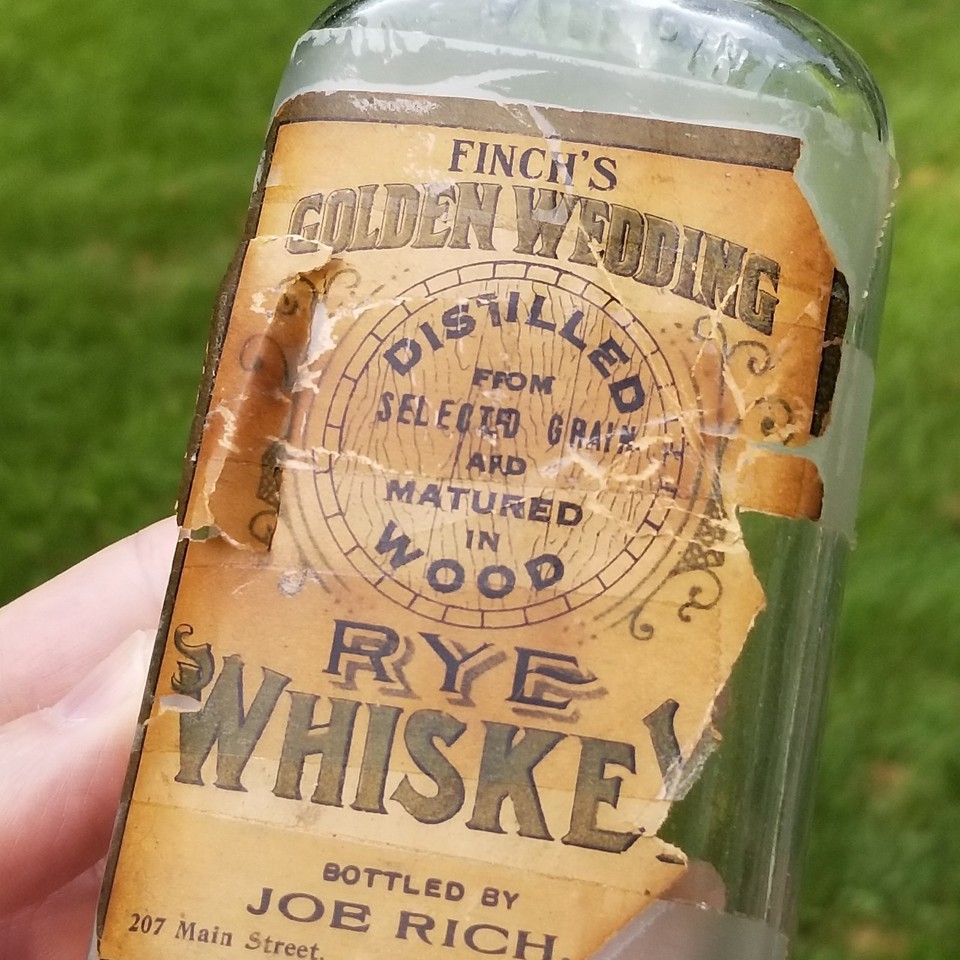 FINCH'S
GOLDEN WEDDING
DISTILLED
FROM
SELECTED GRAIN
AND
MATURED
IN
WOOD
RYE
WHISKEY
BOTTLED BY
JOE RICH.
207 Main Street.